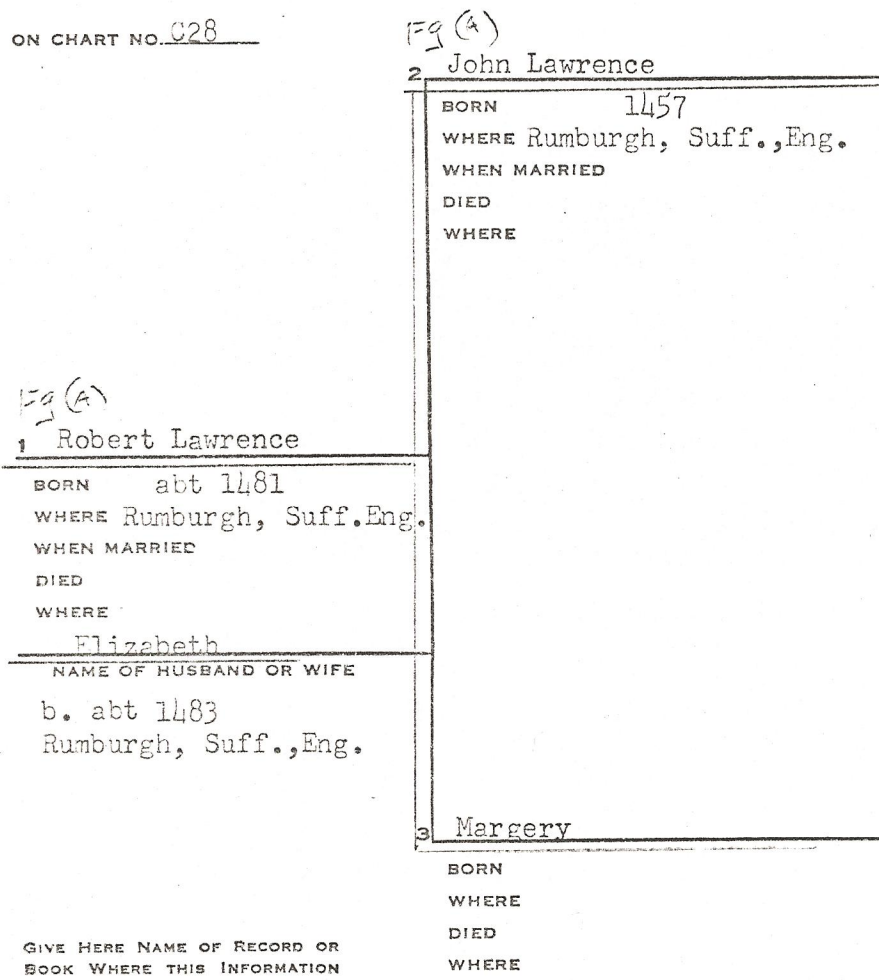 ON CHART NO. C28
Fg (A)
2 John Lawrence
BORN 1457
WHERE Rumburgh, Suff.,Eng.
WHEN MARRIED
DIED
WHERE
Fg (A)
1 Robert Lawrence
BORN abt 1481
WHERE Rumburgh, Suff.Eng.
WHEN MARRIED
DIED
WHERE
Elizabeth
NAME OF HUSBAND OR WIFE
b. abt 1483
Rumburgh, Suff.,Eng.
3 Margery
BORN
WHERE
DIED
WHERE
GIVE HERE NAME OF RECORD OR
BOOK WHERE THIS INFORMATION